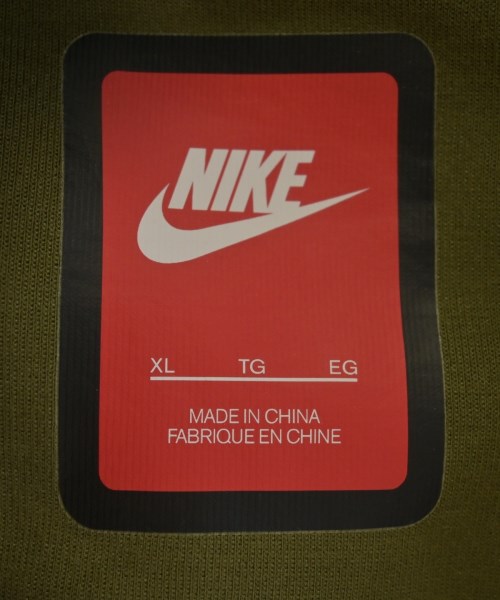 NIKE
XL TG EG
MADE IN CHINA
FABRIQUE EN CHINE